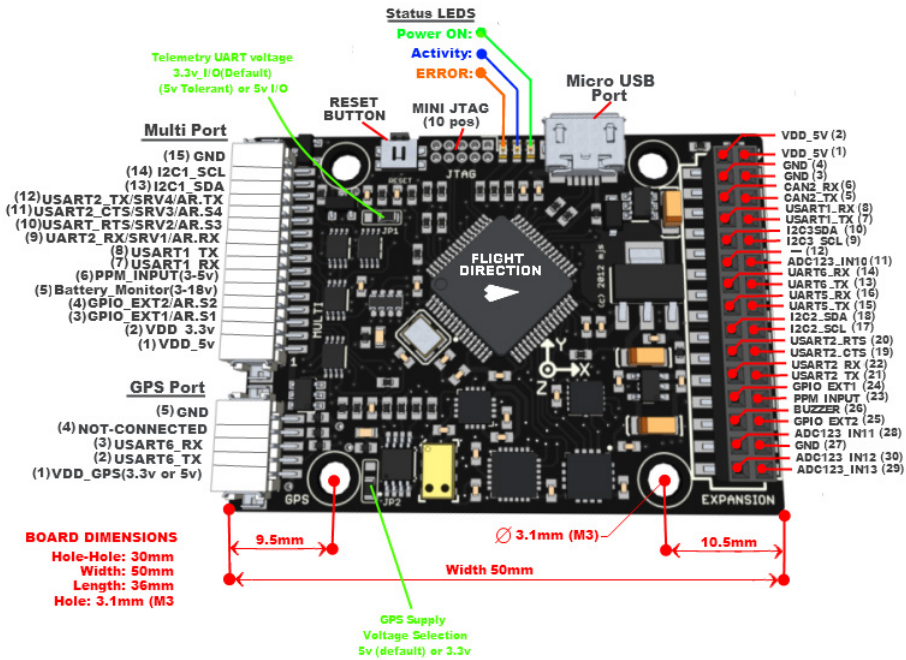 Status LEDS
Power ON:
Activity:
ERROR:
Telemetry UART voltage
3.3v_I/O(Default)
(5v Tolerant) or 5v I/O
RESET
BUTTON
MINI JTAG
(10 pos)
Micro USB
Port
Multi Port
(15) GND
(14) I2C1_SCL
(13) I2C1_SDA
(12)USART2_TX/SRV4/AR.TX
(11)USART2_CTS/SRV3/AR.S4
(10)USART_RTS/SRV2/AR.S3
(9)UART2_RX/SRV1/AR.RX
(8) USART1_TX
(7) USART1_RX
(6)PPM_INPUT(3-5v)
(5)Battery_Monitor(3-18v)
(4)GPIO_EXT2/AR.S2
(3)GPIO_EXT1/AR.S1
(2)VDD_3.3v
(1) VDD_5v
GPS Port
(5) GND
(4) NOT-CONNECTED
(3) USART6_RX
(2) USART6_TX
(1)VDD_GPS(3.3v or 5v)
RESET
JTAG
JP1
MULTI
FLIGHT
DIRECTION
(c) 2012 mjs
Y
X
Z
GPS
JP2
EXPANSION
VDD_5V (2)
VDD_5V (1)
GND (4)
GND (3)
CAN2_RX (6)
CAN2_TX (5)
USART1_RX (8)
USART1_TX (7)
I2C3SDA (10)
I2C3_SCL (9)
— (12)
ADC123_IN10 (11)
UART6_RX (14)
UART6_TX (13)
UART5_RX (16)
UART5_TX (15)
I2C2_SDA (18)
I2C2_SCL (17)
USART2_RTS (20)
USART2_CTS (19)
USART2_RX (22)
USART2_TX (21)
GPIO_EXT1 (24)
PPM_INPUT (23)
BUZZER (26)
GPIO_EXT2 (25)
ADC123_IN11 (28)
GND (27)
ADC123_IN12 (30)
ADC123_IN13 (29)
BOARD DIMENSIONS
Hole-Hole: 30mm
Width: 50mm
Length: 36mm
Hole: 3.1mm (M3
9.5mm
∅ 3.1mm (M3)
10.5mm
Width 50mm
GPS Supply
Voltage Selection
5v (default) or 3.3v